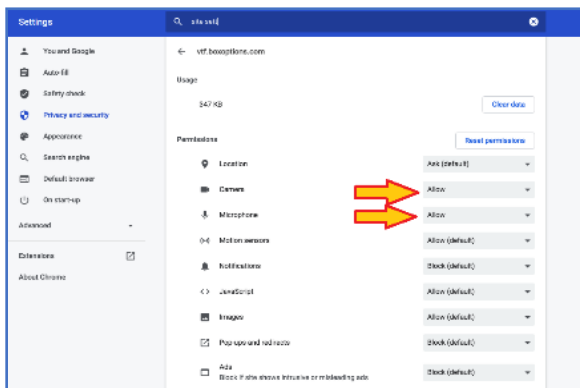 Settings
site sett
You and Google
Auto-fill
Safety check
Privacy and security
Appearance
Search engine
Default browser
On start-up
Advanced
Extensions
About Chrome
vtf.boxoptions.com
Usage
347 KB
Clear data
Permissions
Reset permissions
Location
Ask (default)
Camera
Allow
Microphone
Allow
Motion sensors
Allow (default)
Notifications
Block (default)
JavaScript
Allow (default)
Images
Allow (default)
Pop-ups and redirects
Block (default)
Ads
Block if site shows intrusive or misleading ads
Block (default)